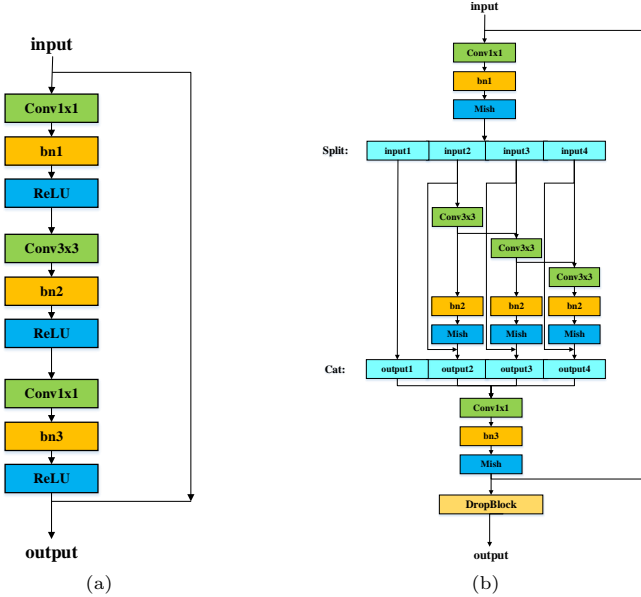 input
Conv1x1
bn1
ReLU
Conv3x3
bn2
ReLU
Conv1x1
bn3
ReLU
output
(a)
input
Conv1x1
bn1
Mish
Split: input1 input2 input3 input4
Conv3x3
Conv3x3
Conv3x3
bn2 bn2 bn2
Mish Mish Mish
Cat: output1 output2 output3 output4
Conv1x1
bn3
Mish
DropBlock
output
(b)